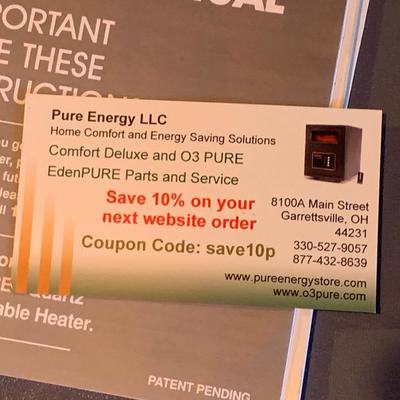 PORTANT
E THESE
RUCTION
Pure Energy LLC
Home Comfort and Energy Saving Solutions
Comfort Deluxe and O3 PURE
EdenPURE Parts and Service
Save 10% on your
next website order
Coupon Code: save10p
8100A Main Street
Garrettsville, OH
44231
330-527-9057
877-432-8639
www.pureenergystore.com
www.o3pure.com
able Heater.
PATENT PENDING